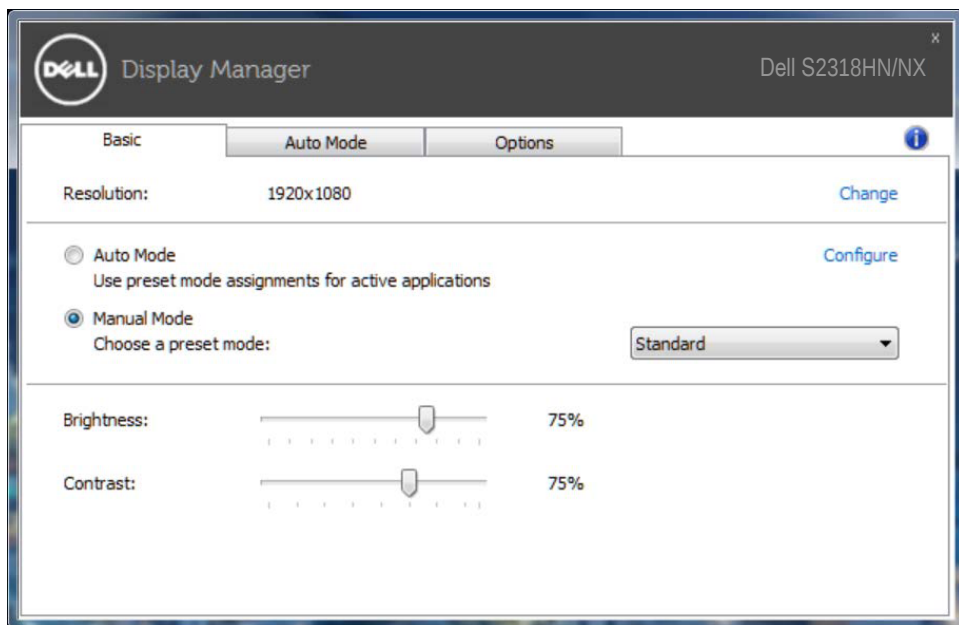 DELL Display Manager
x
Dell S2318HN/NX
Basic Auto Mode Options
i
Resolution: 1920x1080 Change
Auto Mode Configure
Use preset mode assignments for active applications
Manual Mode
Choose a preset mode: Standard
Brightness: 75%
Contrast: 75%